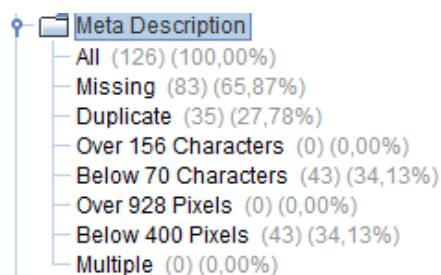 Meta Description
All (126) (100,00%)
Missing (83) (65,87%)
Duplicate (35) (27,78%)
Over 156 Characters (0) (0,00%)
Below 70 Characters (43) (34,13%)
Over 928 Pixels (0) (0,00%)
Below 400 Pixels (43) (34,13%)
Multiple (0) (0,00%)